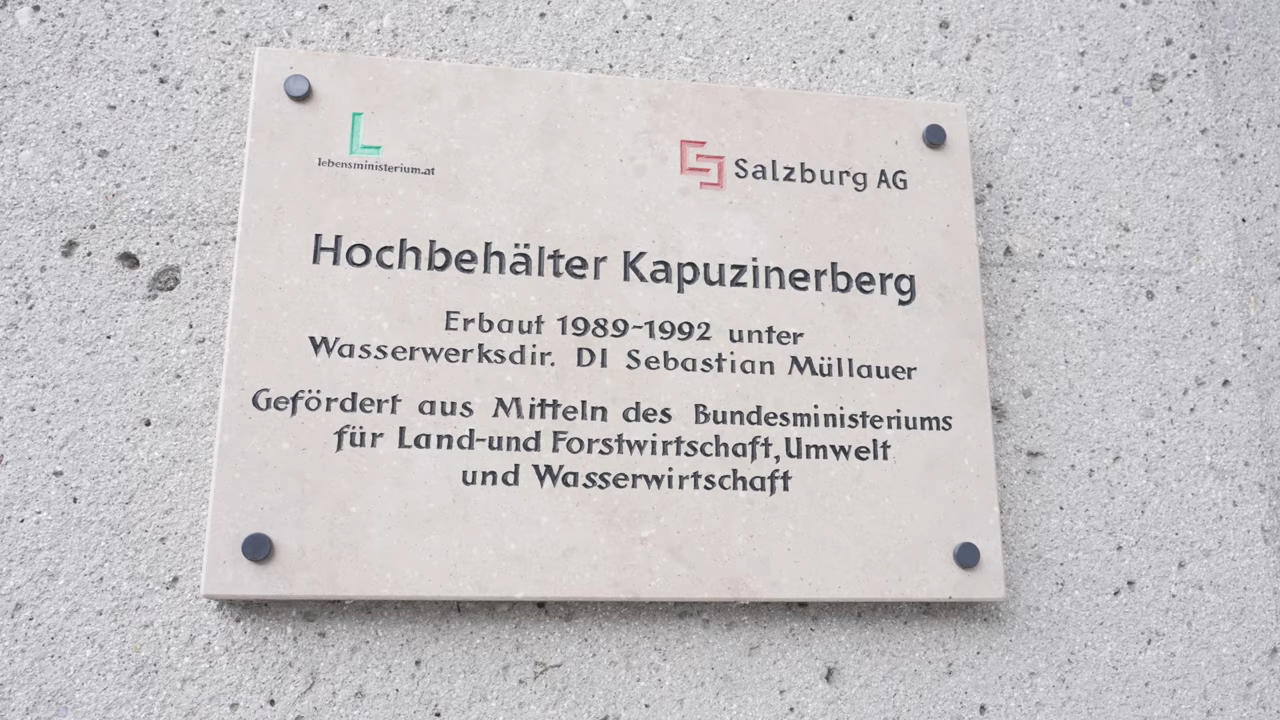 lebensministerium.at
Salzburg AG
Hochbehälter Kapuzinerberg
Erbaut 1989-1992 unter
Wasserwerksdir. DI Sebastian Müllauer
Gefördert aus Mitteln des Bundesministeriums
für Land-und Forstwirtschaft, Umwelt
und Wasserwirtschaft